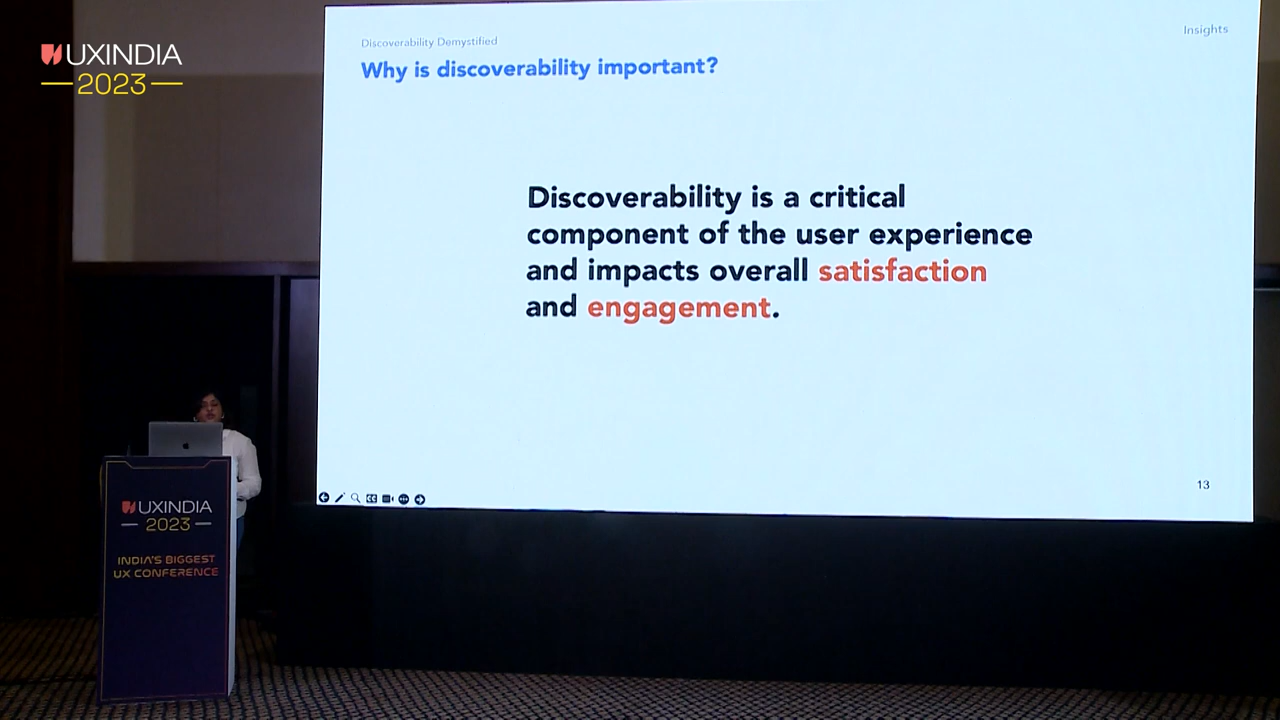 UXINDIA
2023
Discoverability Demystified
Insights
Why is discoverability important?
Discoverability is a critical
component of the user experience
and impacts overall satisfaction
and engagement.
13
UXINDIA
2023
INDIA'S BIGGEST
UX CONFERENCE